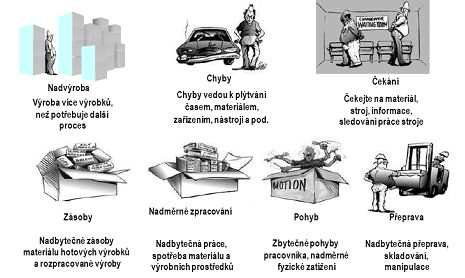 WAITING ROOM
Nadvýroba
Výroba více výrobků,
než potřebuje další
proces
Chyby
Chyby vedou k plýtvání
časem, materiálem,
zařízením, nástroji a pod.
Čekání
Čekejte na materiál,
stroj, informace,
sledování práce stroje
MOTION
Zásoby
Nadbytečné zásoby
materiálu hotových výrobků
a rozpracované výroby
Nadměrné zpracování
Nadbytečná práce,
spotřeba materiálu a
výrobních prostředků
Pohyb
Zbytečné pohyby
pracovníka, nadměrné
fyzické zatížení
Přeprava
Nadbytečná přeprava,
skladování,
manipulace